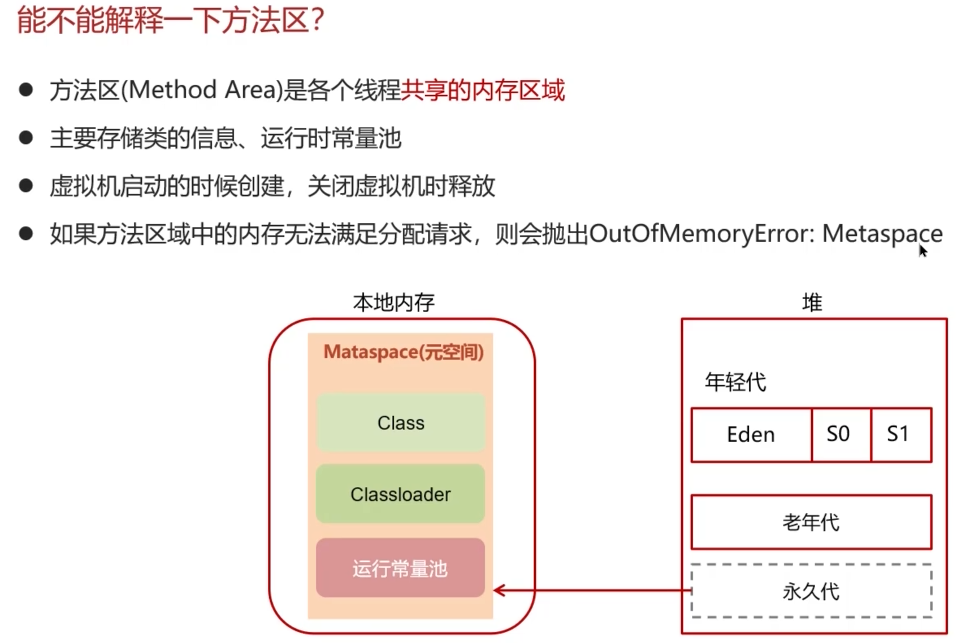 能不能解释一下方法区？
● 方法区(Method Area)是各个线程共享的内存区域
● 主要存储类的信息、运行时常量池
● 虚拟机启动的时候创建，关闭虚拟机时释放
● 如果方法区域中的内存无法满足分配请求，则会抛出OutOfMemoryError: Metaspace
本地内存
Mataspace(元空间)
Class
Classloader
运行常量池
堆
年轻代
Eden S0 S1
老年代
永久代